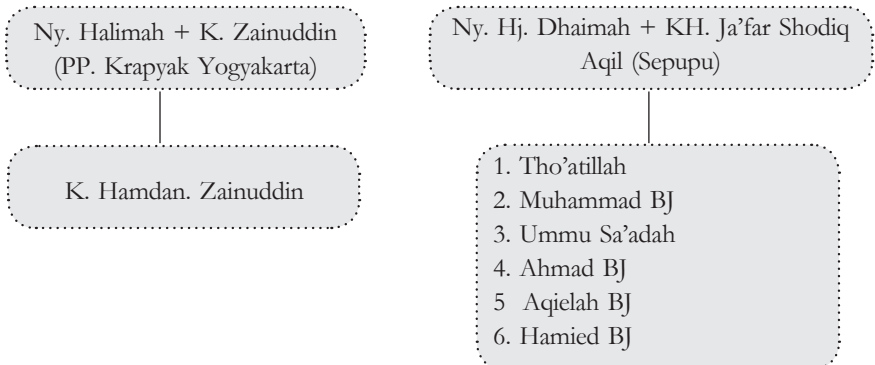 Ny. Halimah + K. Zainuddin
(PP. Krapyak Yogyakarta)
K. Hamdan. Zainuddin
Ny. Hj. Dhaimah + KH. Ja’far Shodiq
Aqil (Sepupu)
1. Tho’atillah
2. Muhammad BJ
3. Ummu Sa’adah
4. Ahmad BJ
5 Aqielah BJ
6. Hamied BJ